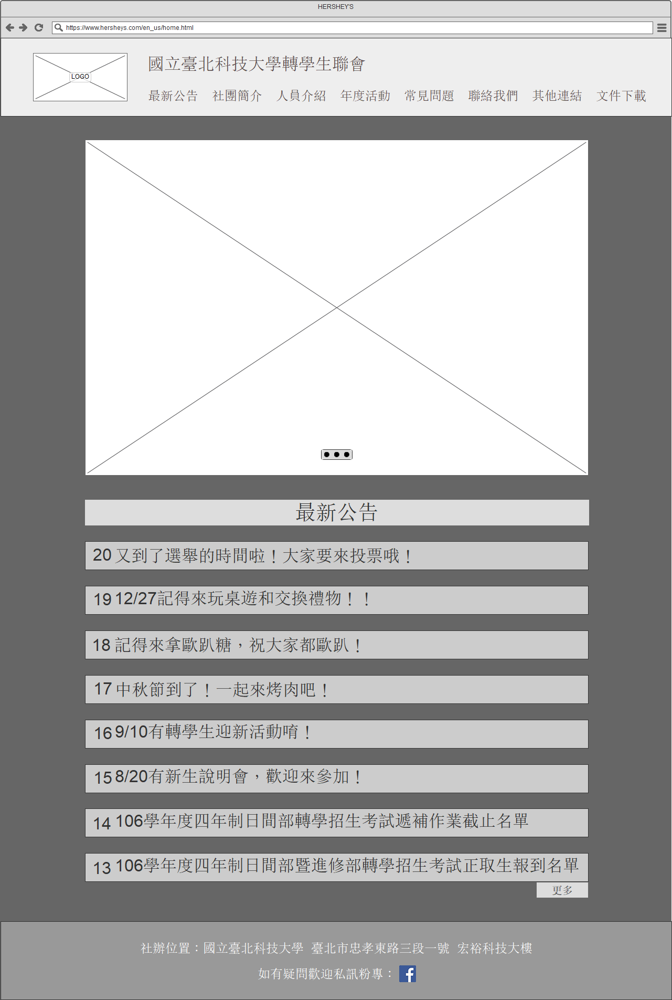 HERSHEY'S
https://www.hersheys.com/en_us/home.html
LOGO
國立臺北科技大學轉學生聯會
最新公告 社團簡介 人員介紹 年度活動 常見問題 聯絡我們 其他連結 文件下載
最新公告
20 又到了選舉的時間啦！大家要來投票哦！
19 12/27記得來玩桌遊和交換禮物！！
18 記得來拿歐趴糖，祝大家都歐趴！
17 中秋節到了！一起來烤肉吧！
16 9/10有轉學生迎新活動唷！
15 8/20有新生說明會，歡迎來參加！
14 106學年度四年制日間部轉學招生考試遞補作業截止名單
13 106學年度四年制日間部暨進修部轉學招生考試正取生報到名單
更多
社辦位置：國立臺北科技大學 臺北市忠孝東路三段一號 宏裕科技大樓
如有疑問歡迎私訊粉專：